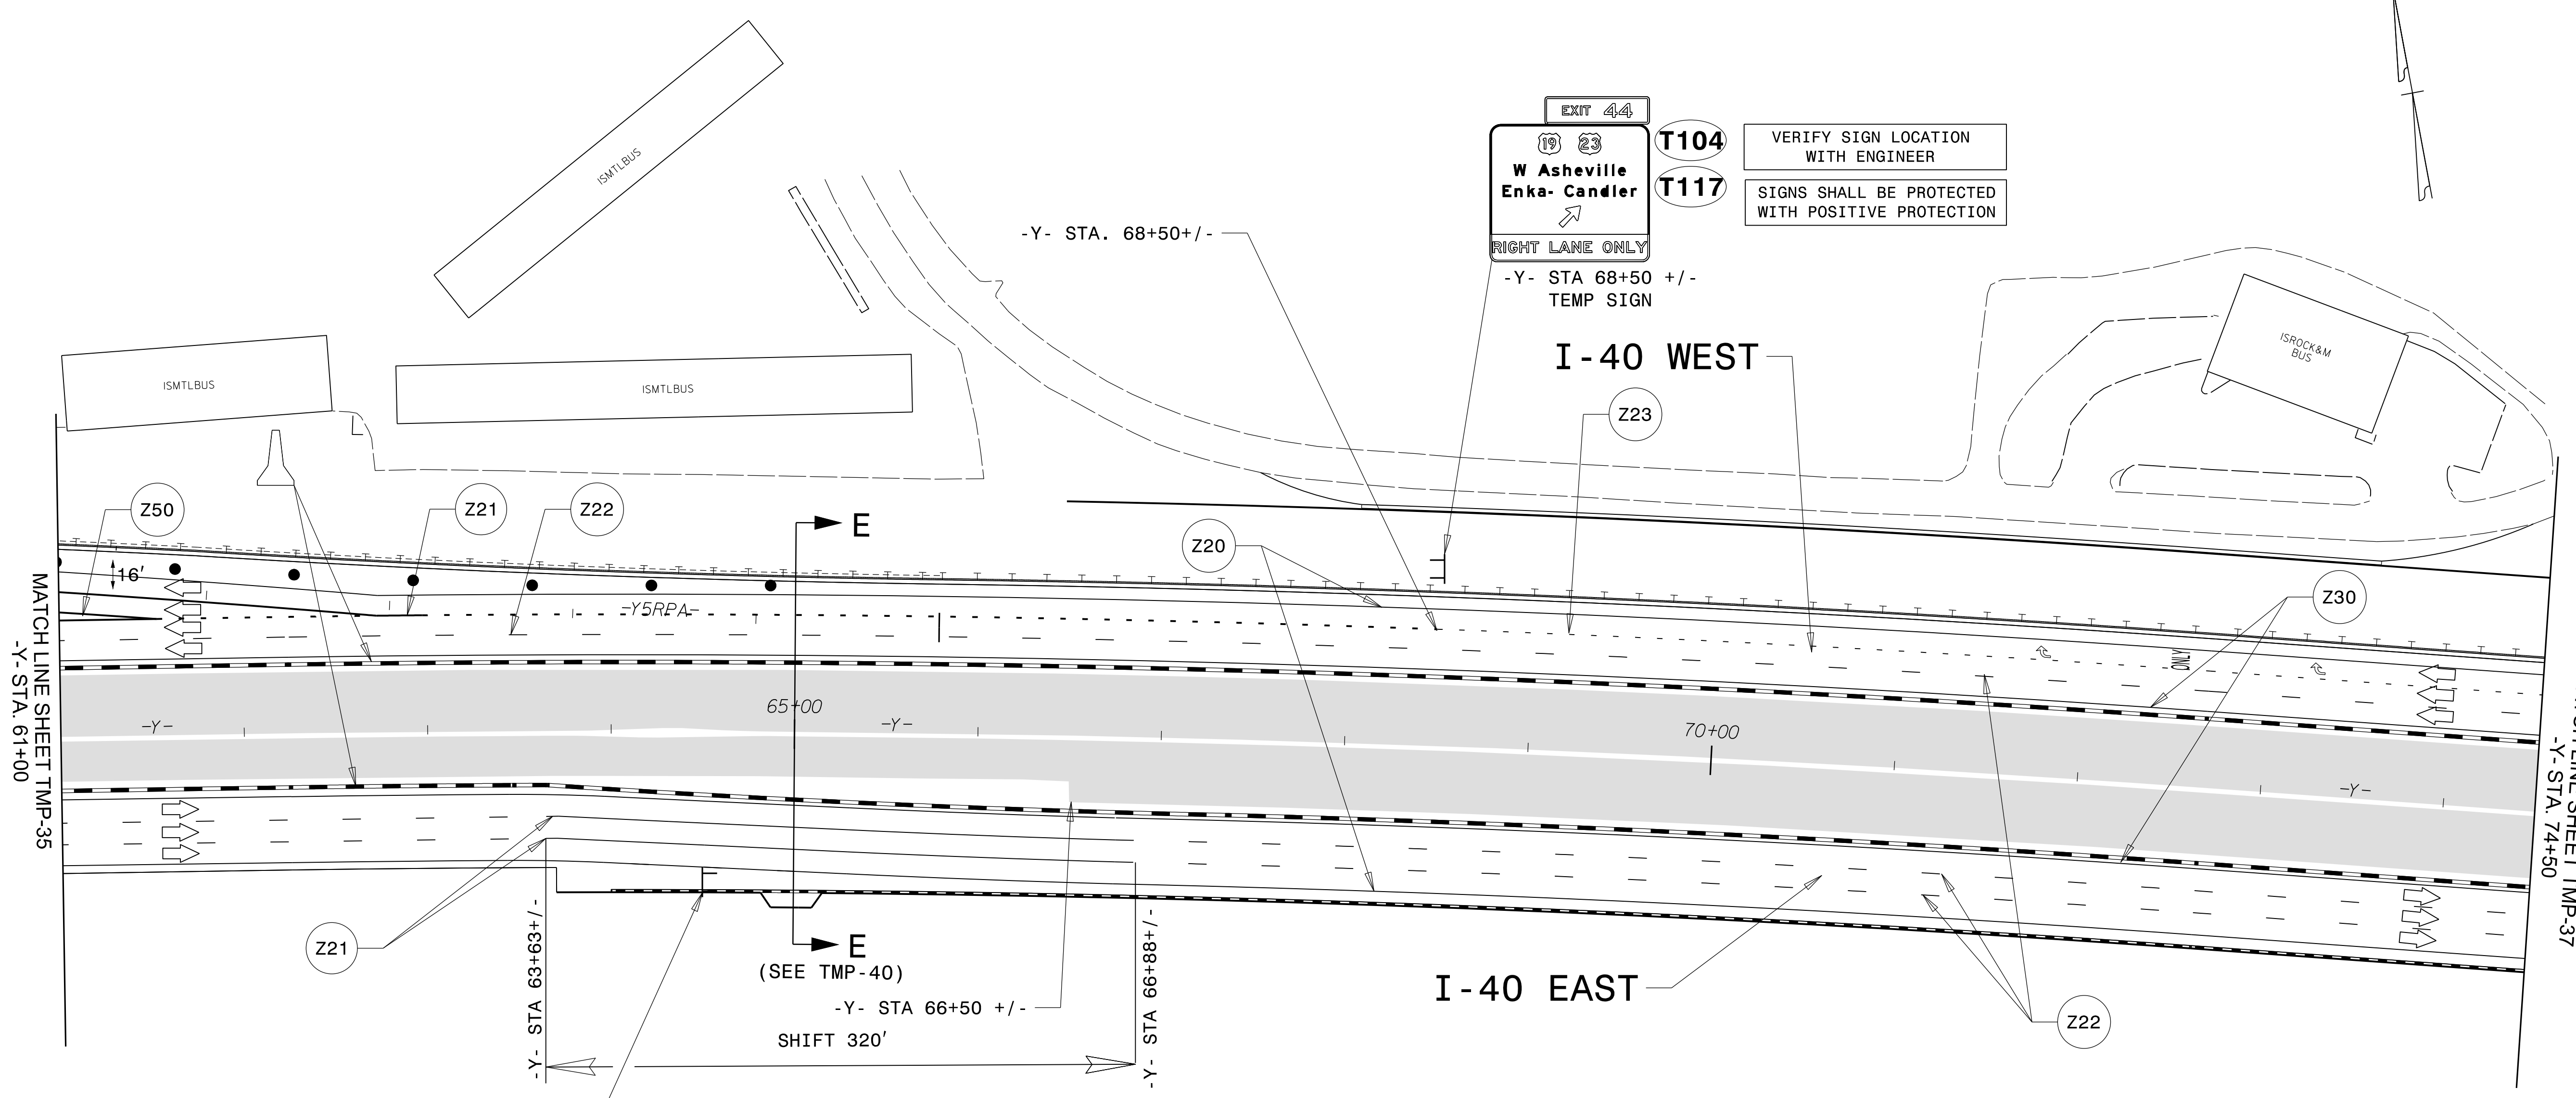 EXIT 44
19 23
W Asheville
Enka- Candler
RIGHT LANE ONLY
T104
T117
VERIFY SIGN LOCATION
WITH ENGINEER
SIGNS SHALL BE PROTECTED
WITH POSITIVE PROTECTION
-Y- STA 68+50 +/-
TEMP SIGN
-Y- STA. 68+50+/-
I-40 WEST
ISMTLBUS
ISMTLBUS
ISMTLBUS
ISROCK&M
BUS
Z23
Z50
Z21
Z22
E
Z20
Z30
16'
-Y5RPA-
ONLY
MATCH LINE SHEET TMP-35
-Y- STA. 61+00
-Y-
65+00
-Y-
70+00
-Y-
LINE SHEET TMP-37
-Y- STA. 74+50
Z21
E
(SEE TMP-40)
-Y- STA 63+63+/-
-Y- STA 66+50 +/-
SHIFT 320'
-Y- STA 66+88+/-
I-40 EAST
Z22